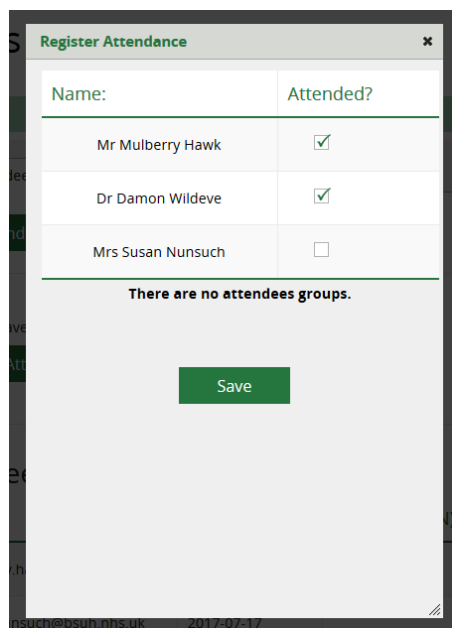 Register Attendance
Name: Attended?
Mr Mulberry Hawk
Dr Damon Wildeve
Mrs Susan Nunsuch
There are no attendees groups.
Save
nsuch@bsuh.nhs.uk 2017-07-17